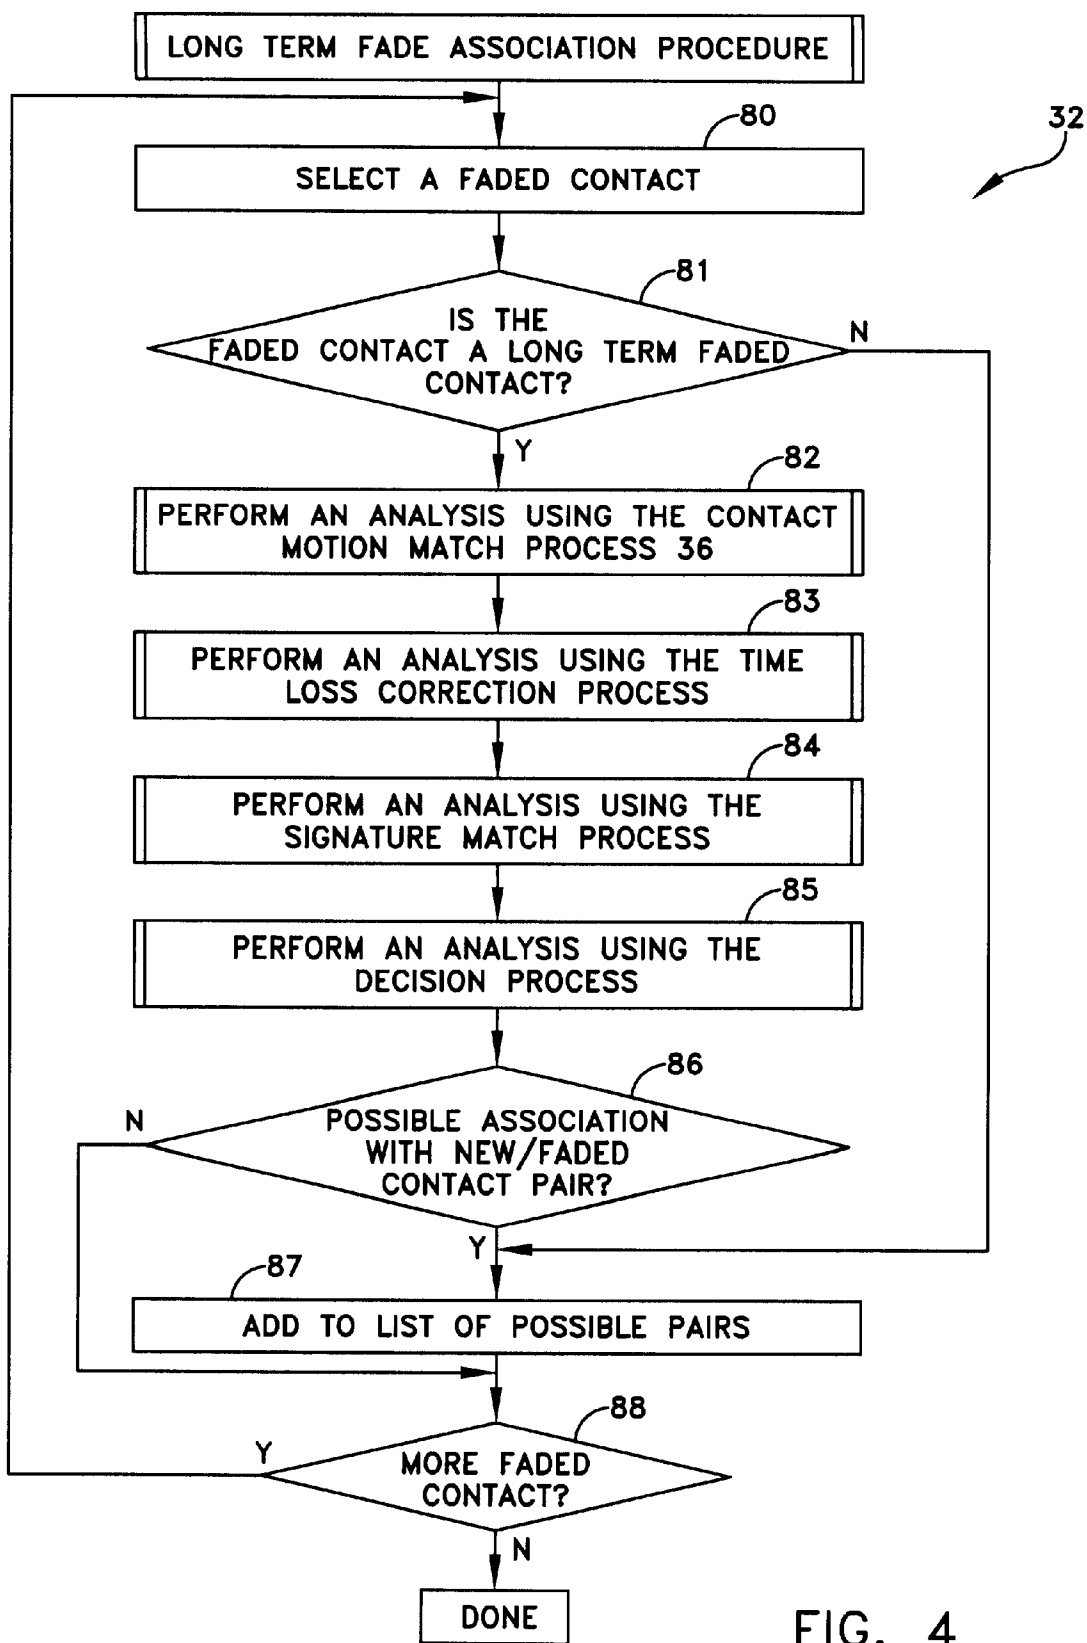 LONG TERM FADE ASSOCIATION PROCEDURE
80
32
SELECT A FADED CONTACT
81
IS THE
FADED CONTACT A LONG TERM FADED
CONTACT?
N
Y
82
PERFORM AN ANALYSIS USING THE CONTACT
MOTION MATCH PROCESS 36
83
PERFORM AN ANALYSIS USING THE TIME
LOSS CORRECTION PROCESS
84
PERFORM AN ANALYSIS USING THE
SIGNATURE MATCH PROCESS
85
PERFORM AN ANALYSIS USING THE
DECISION PROCESS
86
N
POSSIBLE ASSOCIATION
WITH NEW/FADED
CONTACT PAIR?
Y
87
ADD TO LIST OF POSSIBLE PAIRS
88
Y
MORE FADED
CONTACT?
N
DONE
FIG. 4